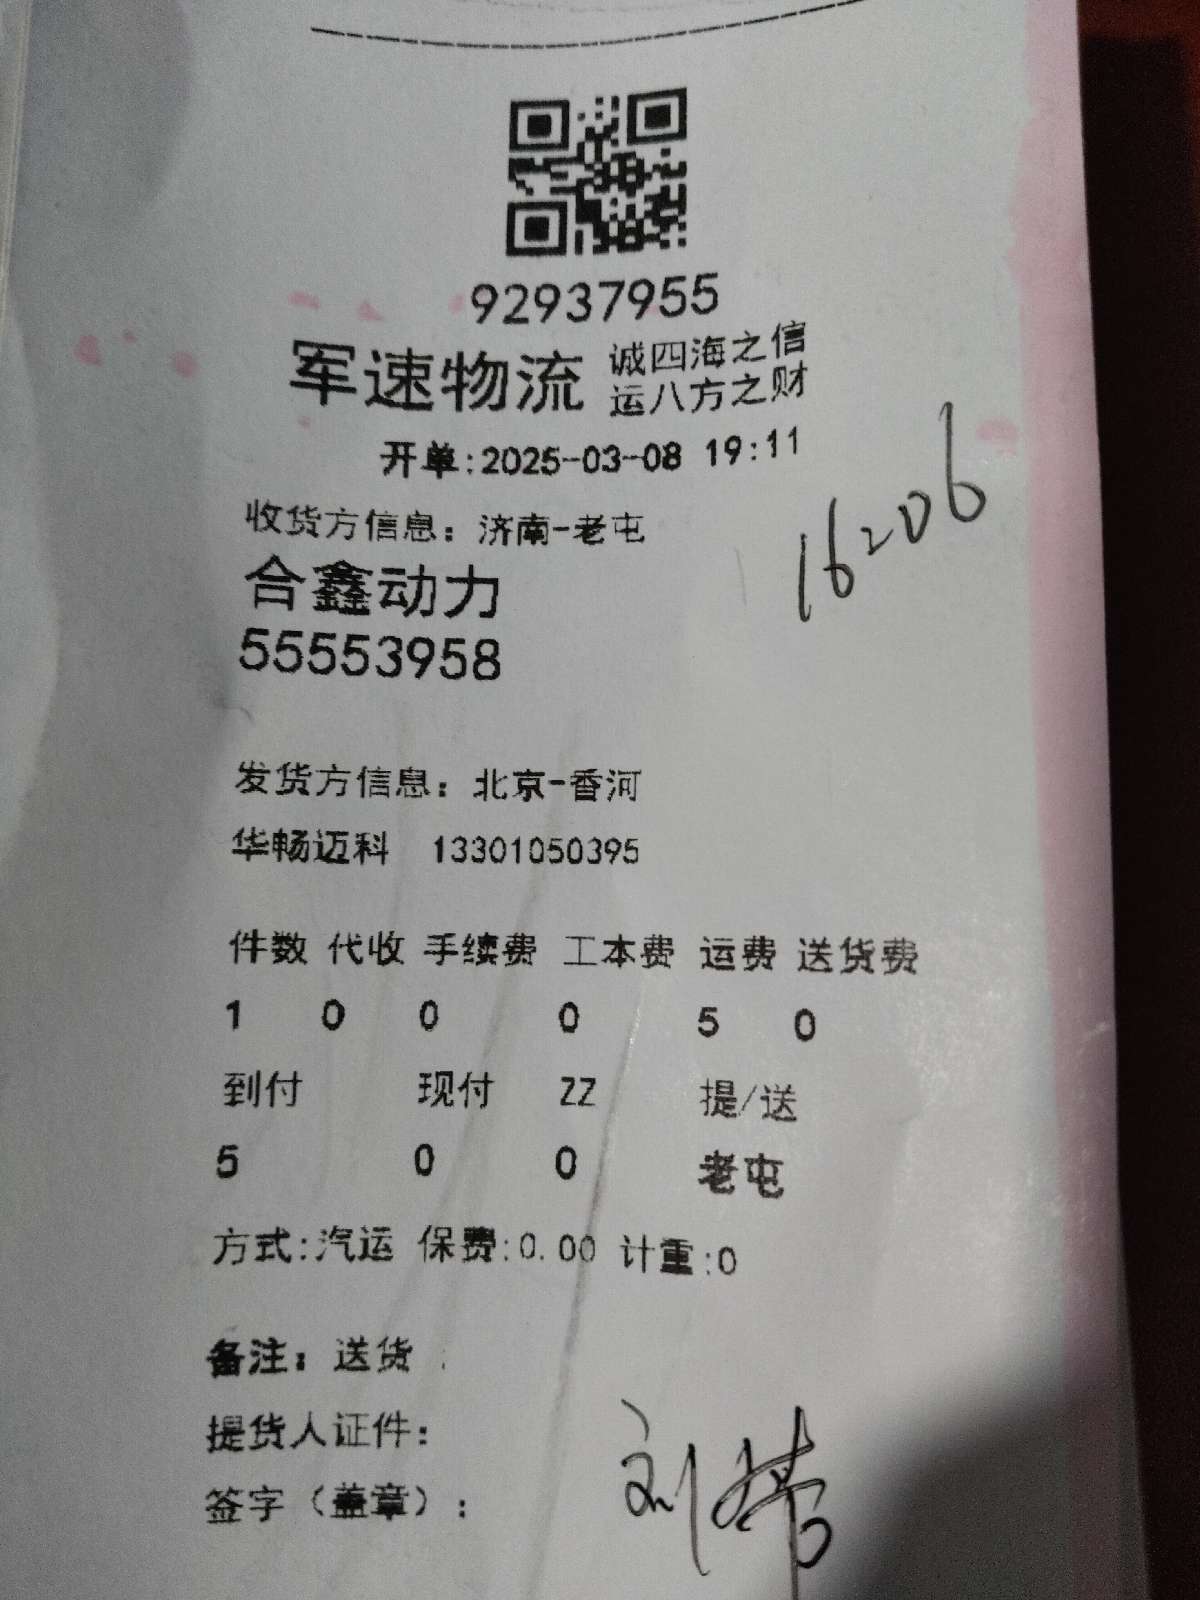 92937955
军速物流 诚四海之信
运八方之财
开单:2025-03-08 19:11
16206
收货方信息: 济南-老屯
合鑫动力
55553958
发货方信息: 北京-香河
华畅迈科 13301050395
件数 代收 手续费 工本费 运费 送货费
1 0 0 0 5 0
到付 现付 ZZ 提/送
5 0 0 老屯
方式:汽运 保费:0.00 计重:0
备注: 送货
提货人证件:
签字（盖章）: 刘